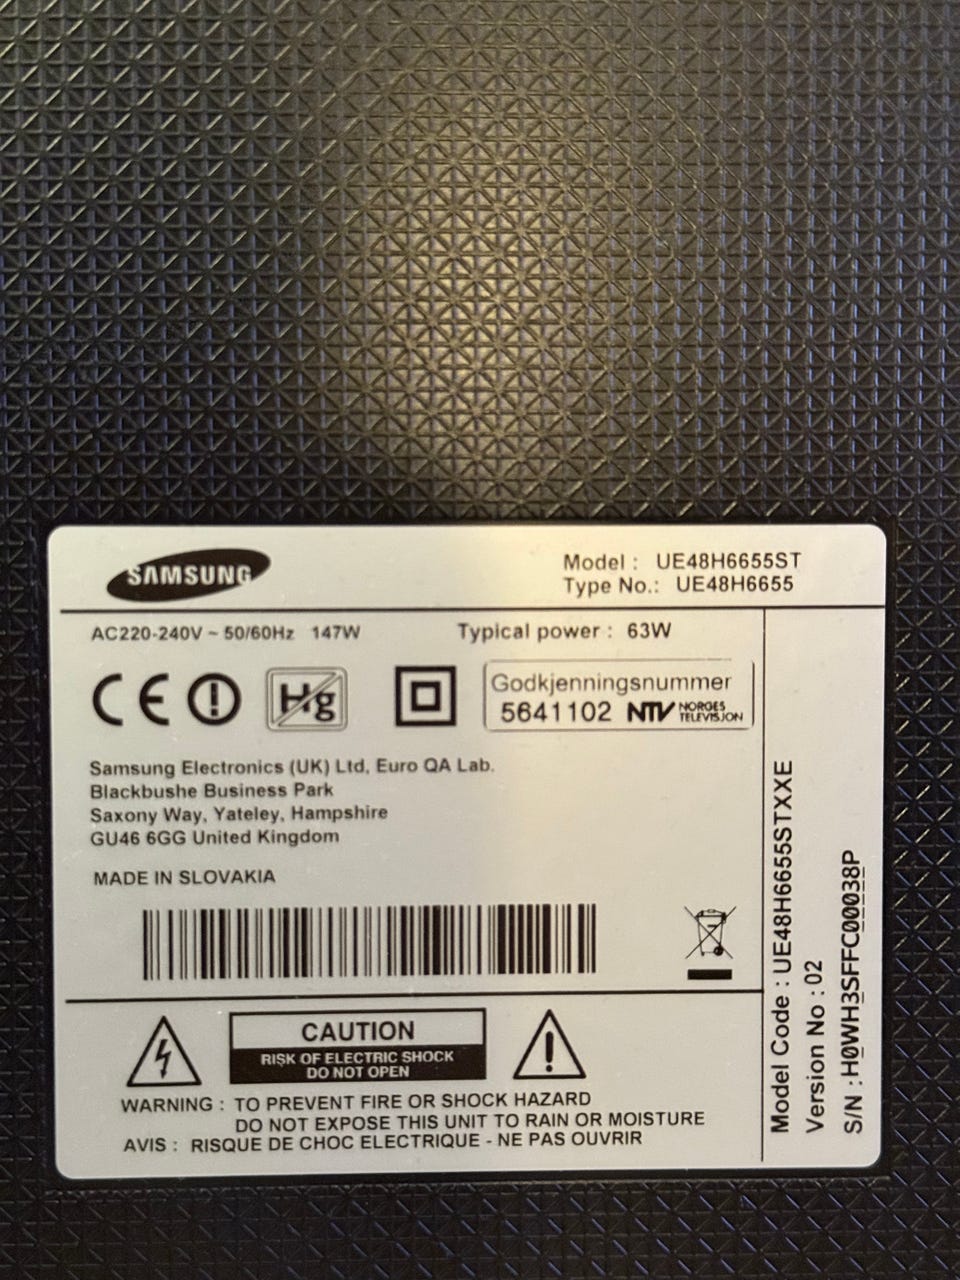 SAMSUNG
Model : UE48H6655ST
Type No.: UE48H6655
AC220-240V ~ 50/60Hz 147W
Typical power : 63W
CE
Hg
Godkjenningsnummer
5641102 NTV NORGES TELEVISJON
Samsung Electronics (UK) Ltd, Euro QA Lab.
Blackbushe Business Park
Saxony Way, Yateley, Hampshire
GU46 6GG United Kingdom
MADE IN SLOVAKIA
CAUTION
RISK OF ELECTRIC SHOCK
DO NOT OPEN
WARNING : TO PREVENT FIRE OR SHOCK HAZARD
DO NOT EXPOSE THIS UNIT TO RAIN OR MOISTURE
AVIS : RISQUE DE CHOC ELECTRIQUE - NE PAS OUVRIR
Model Code : UE48H6655STXXE
Version No : 02
S/N : H0WH3SFFC00038P